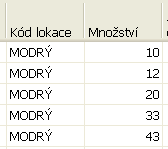 Kód lokace Množství
MODRÝ 10
MODRÝ 12
MODRÝ 20
MODRÝ 33
MODRÝ 43